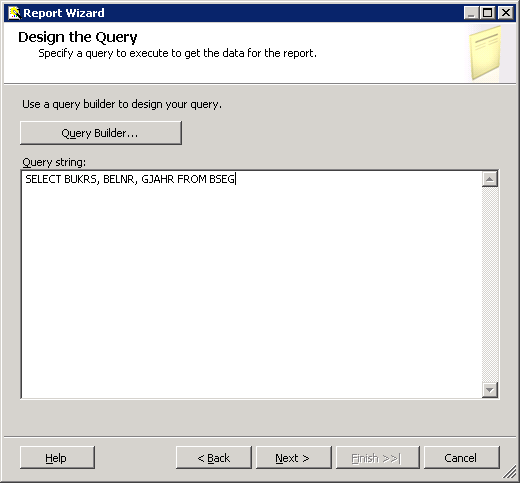 Report Wizard
Design the Query
Specify a query to execute to get the data for the report.
Use a query builder to design your query.
Query Builder...
Query string:
SELECT BUKRS, BELNR, GJAHR FROM BSEG
Help
< Back
Next >
Finish >>|
Cancel